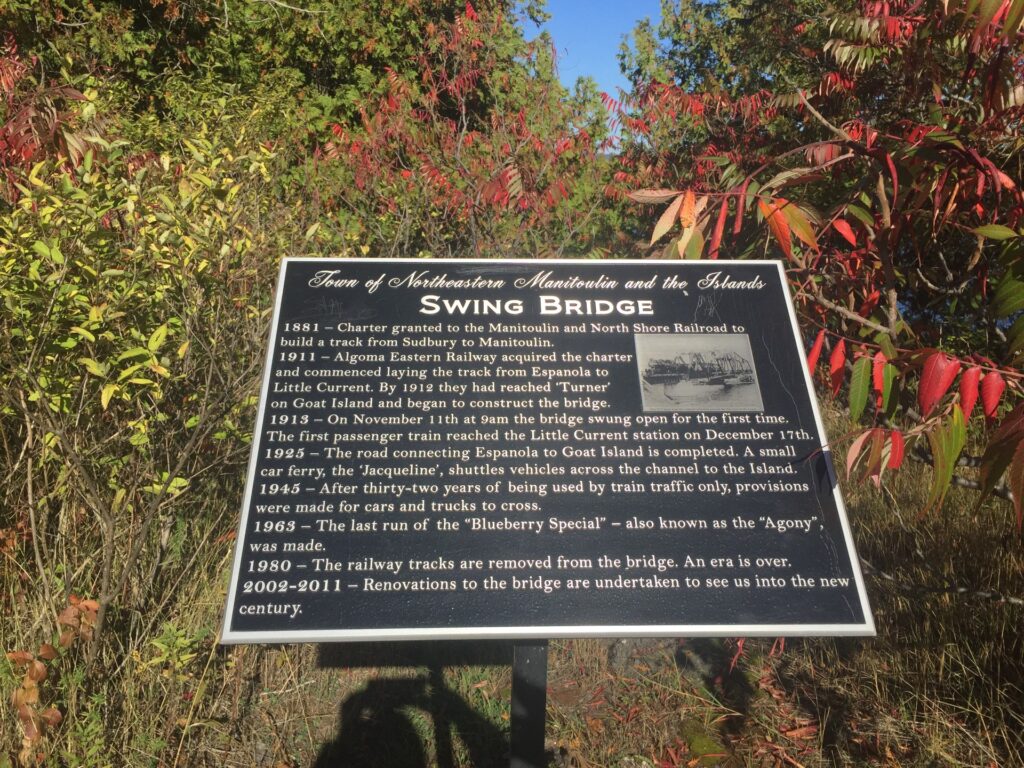 Town of Northeastern Manitoulin and the Islands
Swing Bridge
1881 – Charter granted to the Manitoulin and North Shore Railroad to
build a track from Sudbury to Manitoulin.
1911 – Algoma Eastern Railway acquired the charter
and commenced laying the track from Espanola to
Little Current. By 1912 they had reached 'Turner'
on Goat Island and began to construct the bridge.
1913 – On November 11th at 9am the bridge swung open for the first time.
The first passenger train reached the Little Current station on December 17th.
1925 – The road connecting Espanola to Goat Island is completed. A small
car ferry, the 'Jacqueline', shuttles vehicles across the channel to the Island.
1945 – After thirty-two years of being used by train traffic only, provisions
were made for cars and trucks to cross.
1963 – The last run of the "Blueberry Special" – also known as the "Agony",
was made.
1980 – The railway tracks are removed from the bridge. An era is over.
2002-2011 – Renovations to the bridge are undertaken to see us into the new
century.